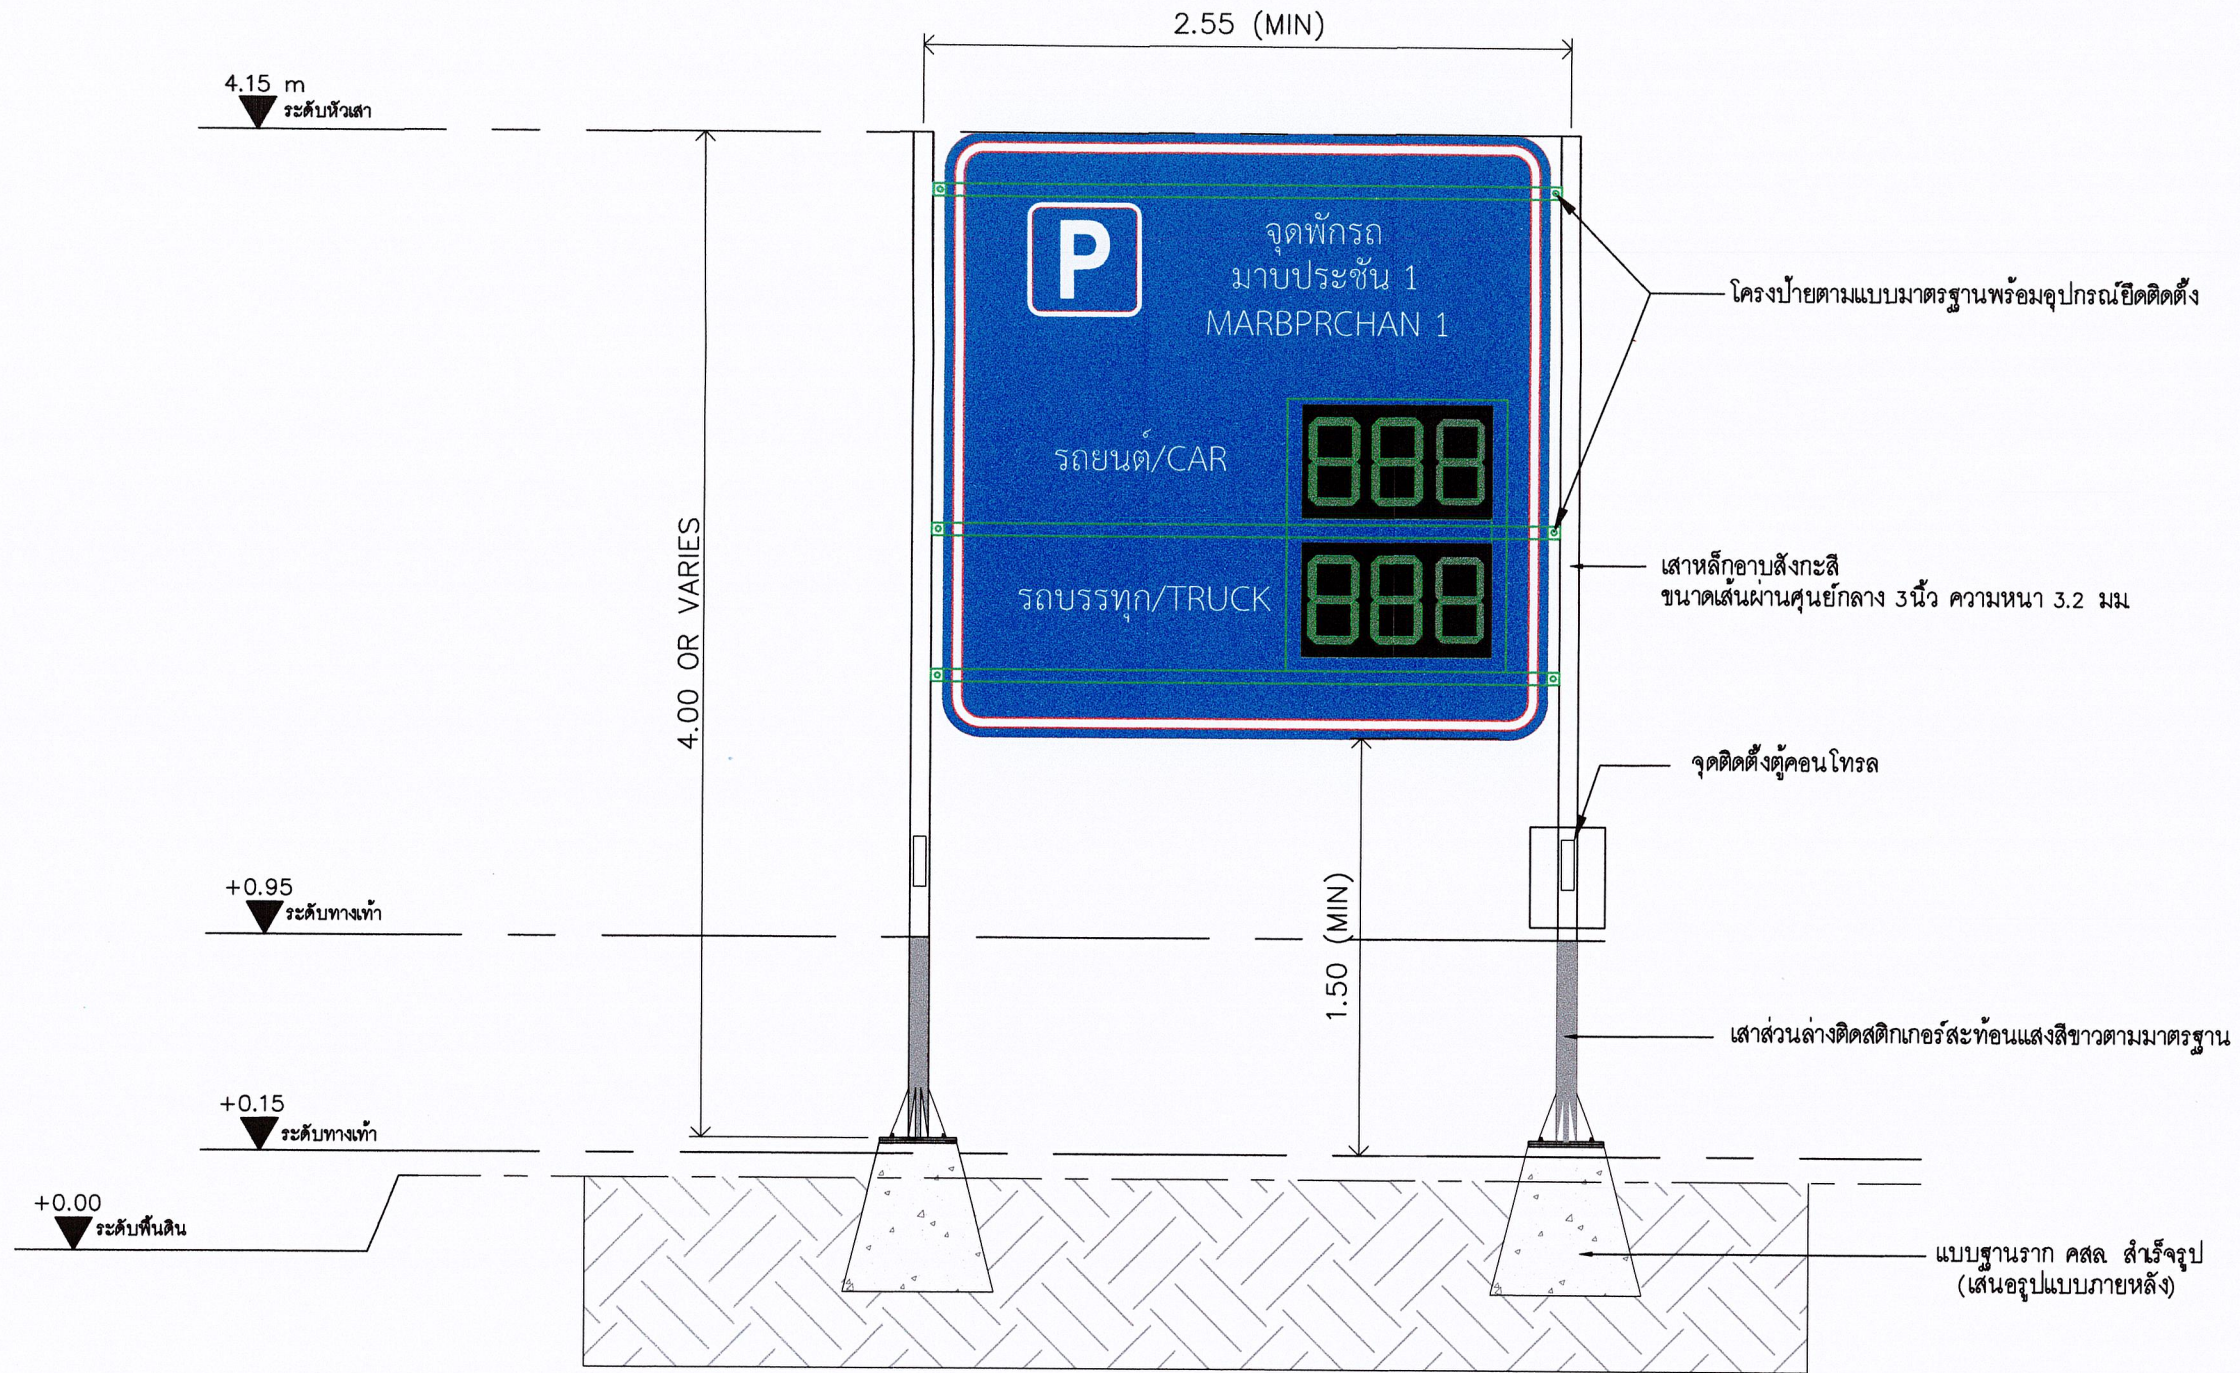 2.55 (MIN)
4.15 m
ระดับหัวเสา
P
จุดพักรถ
มาบประชัน 1
MARBPRCHAN 1
โครงป้ายตามแบบมาตรฐานพร้อมอุปกรณ์ยึดติดตั้ง
รถยนต์/CAR
888
4.00 OR VARIES
เสาหล็กอาบสังกะสี
ขนาดเส้นผ่านศูนย์กลาง 3นิ้ว ความหนา 3.2 มม.
รถบรรทุก/TRUCK
888
จุดติดตั้งตู้คอนโทรล
+0.95
ระดับทางเท้า
1.50 (MIN)
เสาส่วนล่างติดสติกเกอร์สะท้อนแสงสีขาวตามมาตรฐาน
+0.15
ระดับทางเท้า
+0.00
ระดับพื้นดิน
แบบฐานราก คสล. สำเร็จรูป
(เสนอรูปแบบภายหลัง)